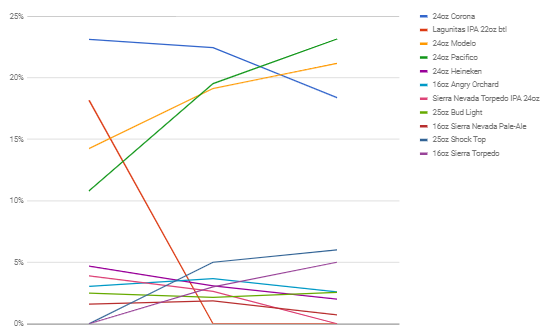 25%
20%
15%
10%
5%
0%
24oz Corona
Lagunitas IPA 22oz btl
24oz Modelo
24oz Pacifico
24oz Heineken
16oz Angry Orchard
Sierra Nevada Torpedo IPA 24oz
25oz Bud Light
16oz Sierra Nevada Pale-Ale
25oz Shock Top
16oz Sierra Torpedo